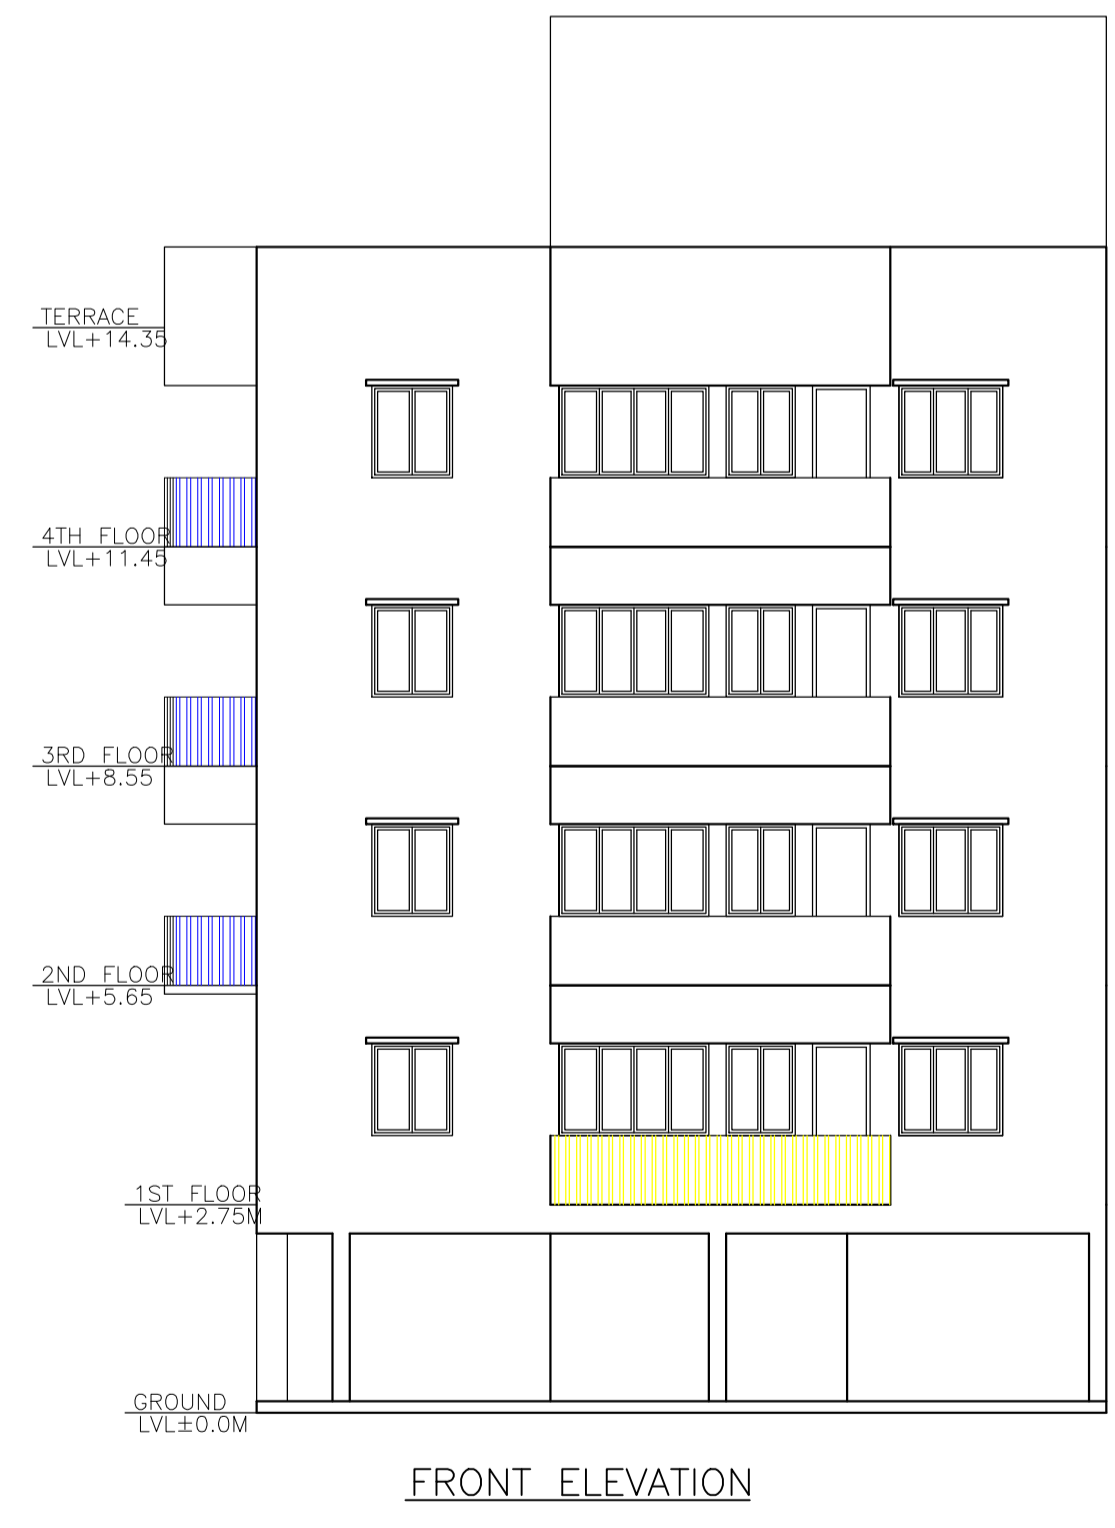 TERRACE
LVL+14.35
4TH FLOOR
LVL+11.45
3RD FLOOR
LVL+8.55
2ND FLOOR
LVL+5.65
1ST FLOOR
LVL+2.75M
GROUND
LVL±0.0M
FRONT ELEVATION